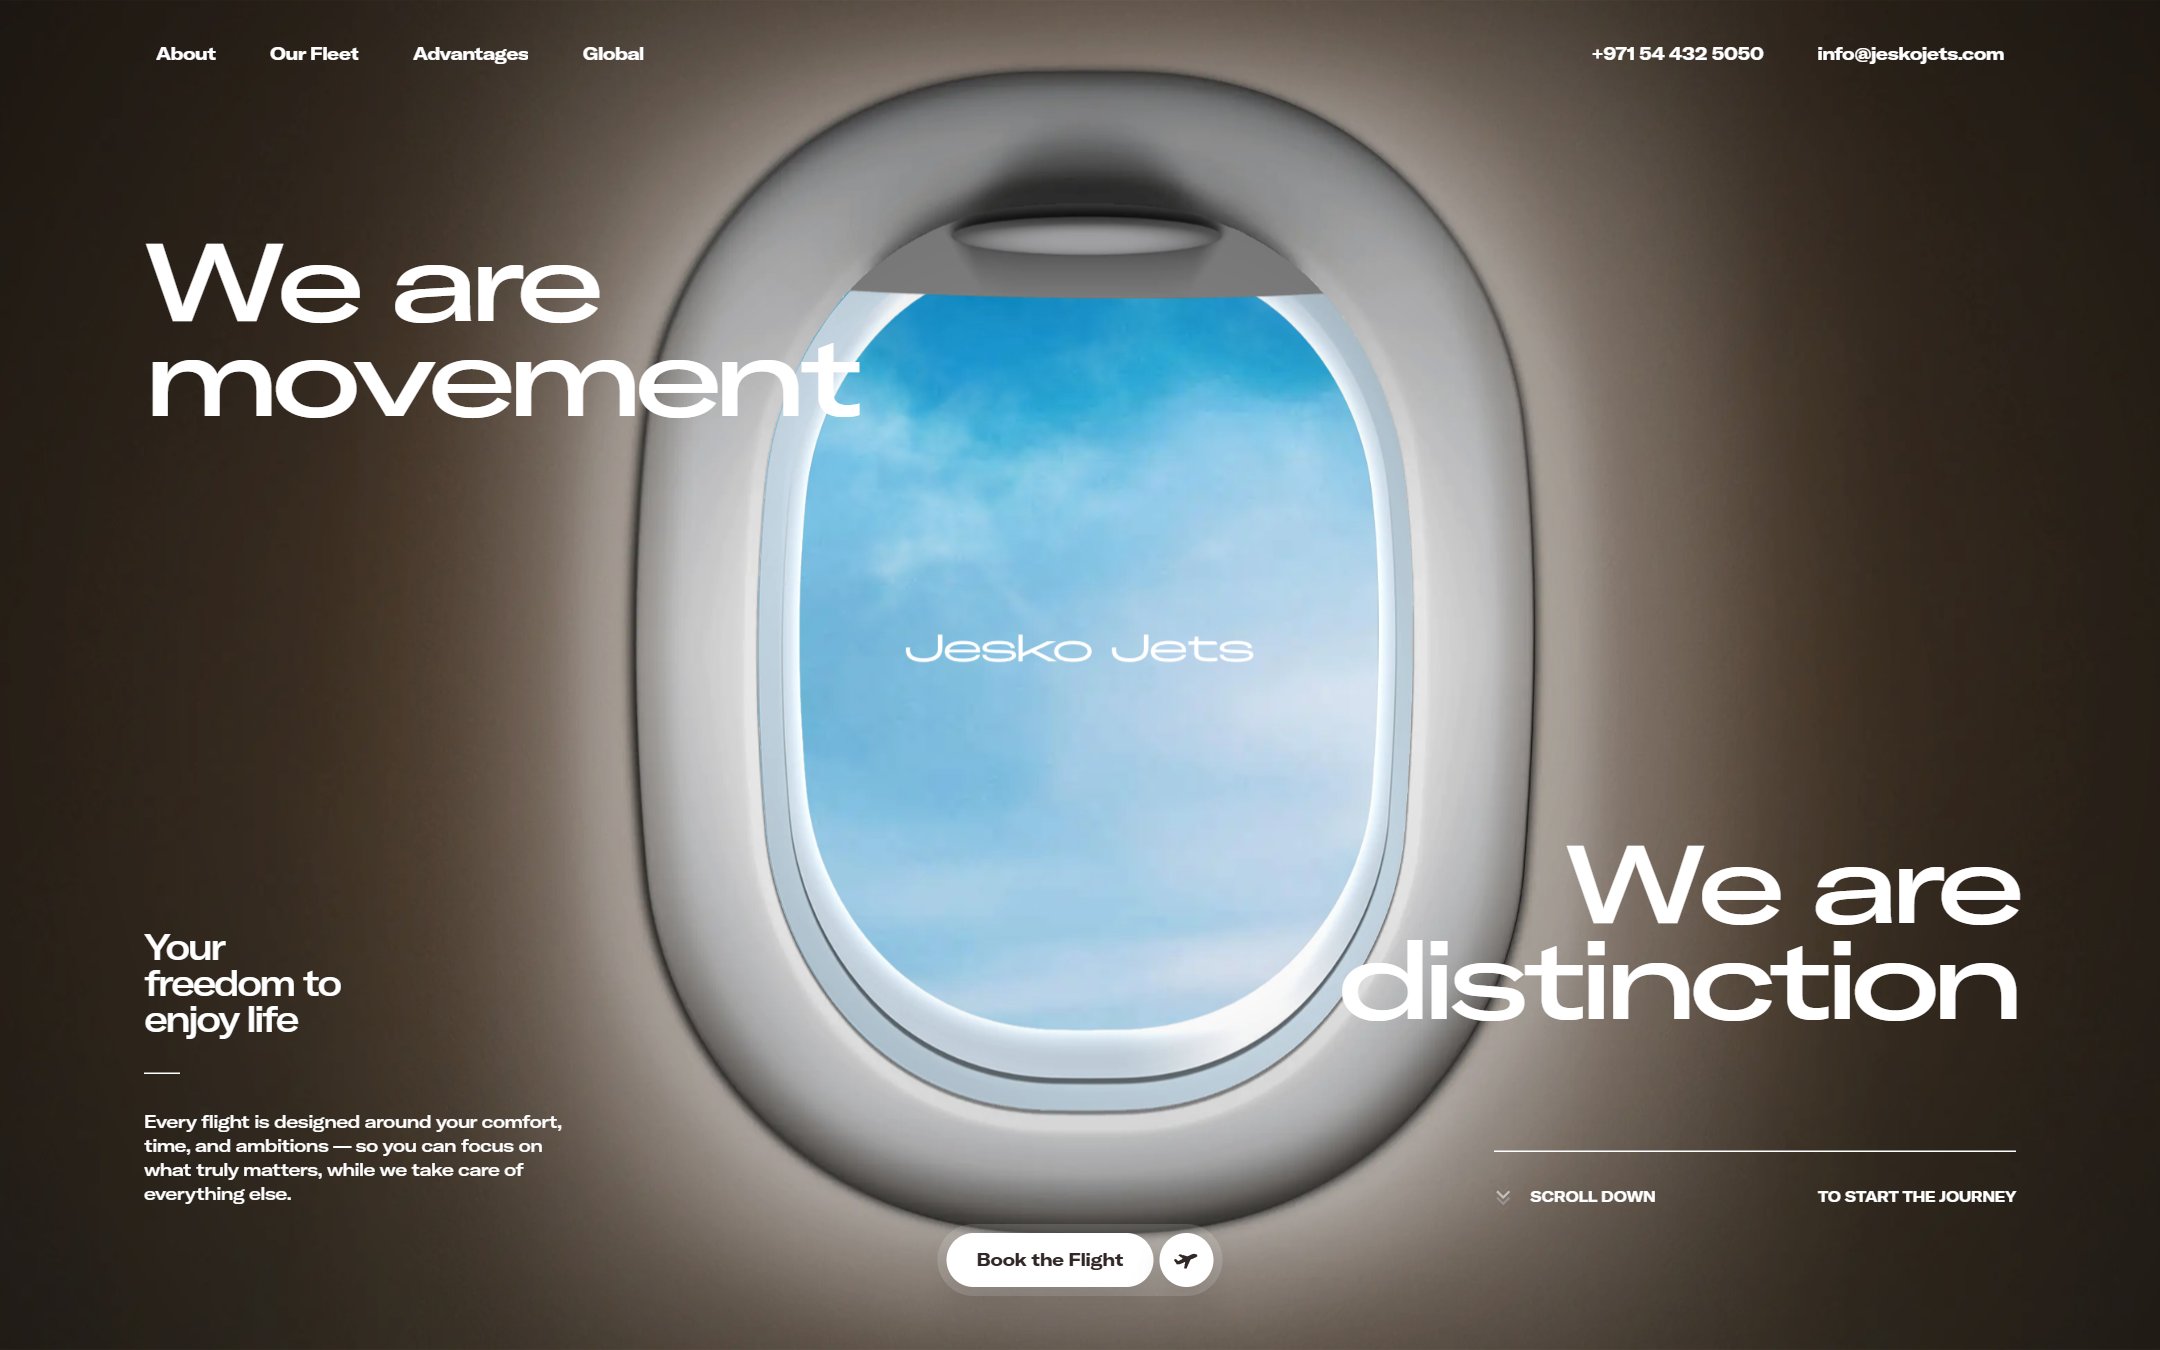 About
Our Fleet
Advantages
Global
+971 54 432 5050
info@jeskojets.com
We are
movement
Jesko Jets
We are
distinction
Your
freedom to
enjoy life
Every flight is designed around your comfort,
time, and ambitions — so you can focus on
what truly matters, while we take care of
everything else.
SCROLL DOWN
TO START THE JOURNEY
Book the Flight